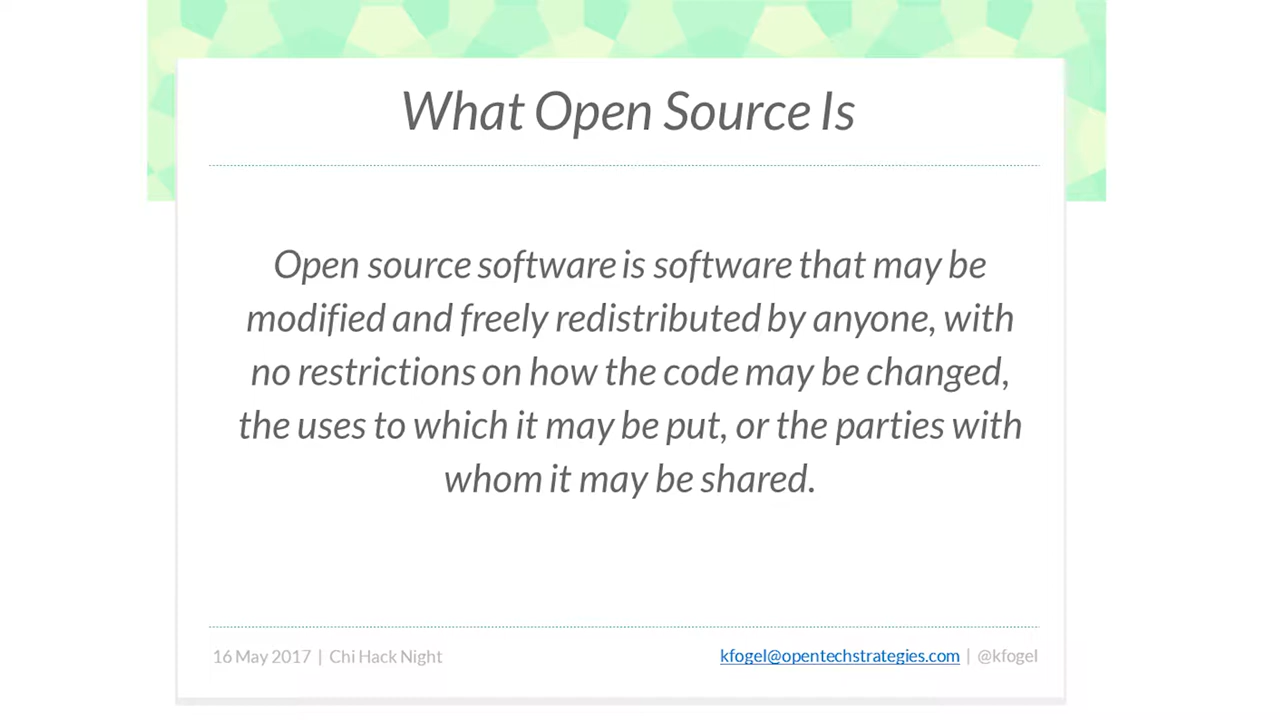 What Open Source Is
Open source software is software that may be
modified and freely redistributed by anyone, with
no restrictions on how the code may be changed,
the uses to which it may be put, or the parties with
whom it may be shared.
16 May 2017 | Chi Hack Night
kfogel@opentechstrategies.com | @kfogel